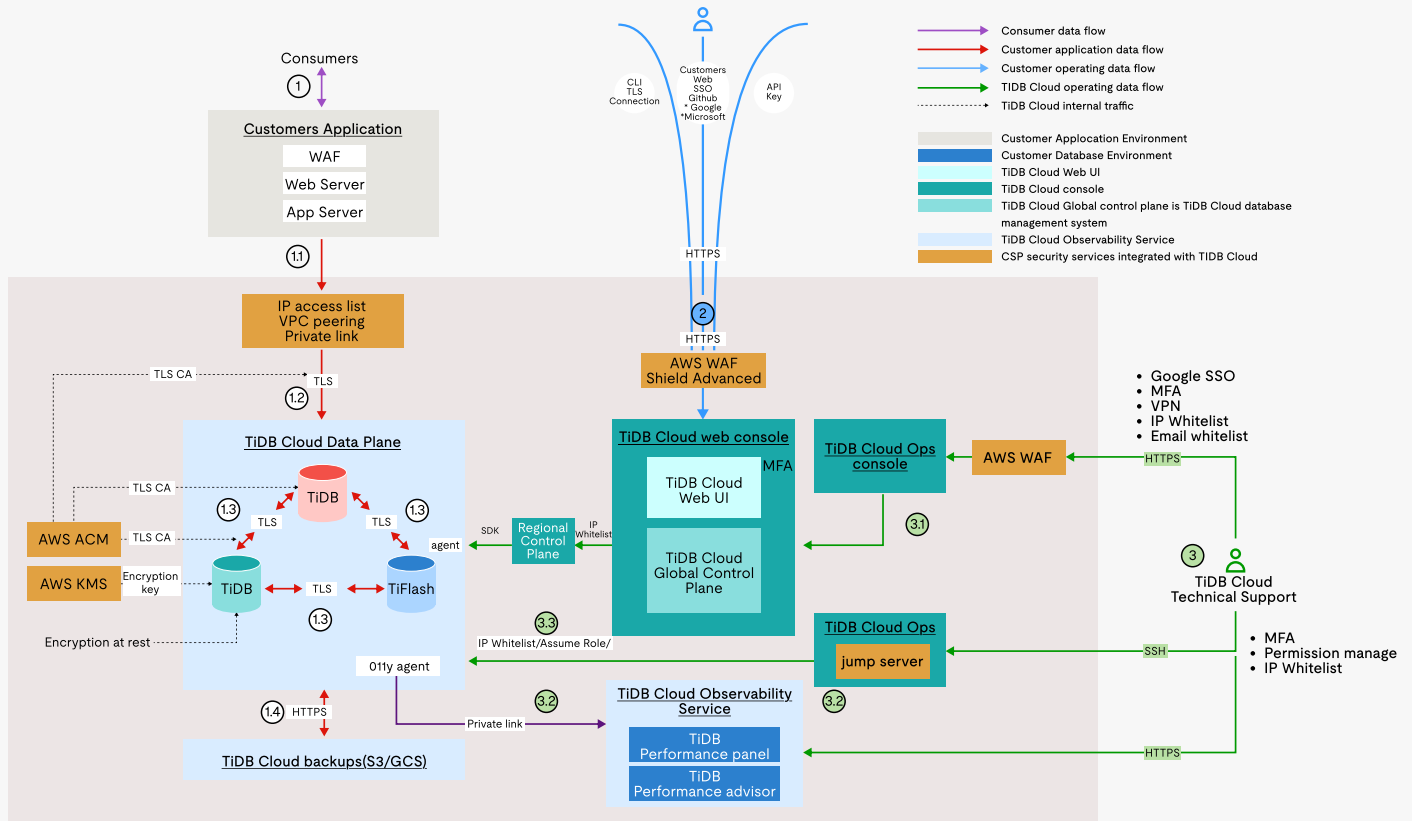 Consumers
1
Customers Application
WAF
Web Server
App Server
1.1
IP access list
VPC peering
Private link
TLS CA
TLS
1.2
TiDB Cloud Data Plane
TiDB
TLS CA
1.3
1.3
TLS
TLS
AWS ACM
TLS CA
agent
AWS KMS
Encryption
key
TiDB
TLS
TiFlash
1.3
Encryption at rest
011y agent
1.4
HTTPS
TiDB Cloud backups(S3/GCS)
CLI
TLS
Connection
Customers
Web
SSO
Github
* Google
*Microsoft
API
Key
HTTPS
2
HTTPS
AWS WAF
Shield Advanced
TiDB Cloud web console
MFA
TiDB Cloud
Web UI
TiDB Cloud
Global Control
Plane
SDK
Regional
Control
Plane
IP
Whitelist
TiDB Cloud Ops
console
AWS WAF
3.1
HTTPS
Google SSO
MFA
VPN
IP Whitelist
Email whitelist
3
TiDB Cloud
Technical Support
3.3
IP Whitelist/Assume Role/
TiDB Cloud Ops
jump server
SSH
MFA
Permission manage
IP Whitelist
3.2
3.2
Private link
TiDB Cloud Observability
Service
TiDB
Performance panel
TiDB
Performance advisor
HTTPS
Consumer data flow
Customer application data flow
Customer operating data flow
TIDB Cloud operating data flow
TiDB Cloud internal traffic
Customer Applocation Environment
Customer Database Environment
TiDB Cloud Web UI
TiDB Cloud console
TiDB Cloud Global control plane is TiDB Cloud database
management system
TiDB Cloud Observability Service
CSP security services integrated with TIDB Cloud